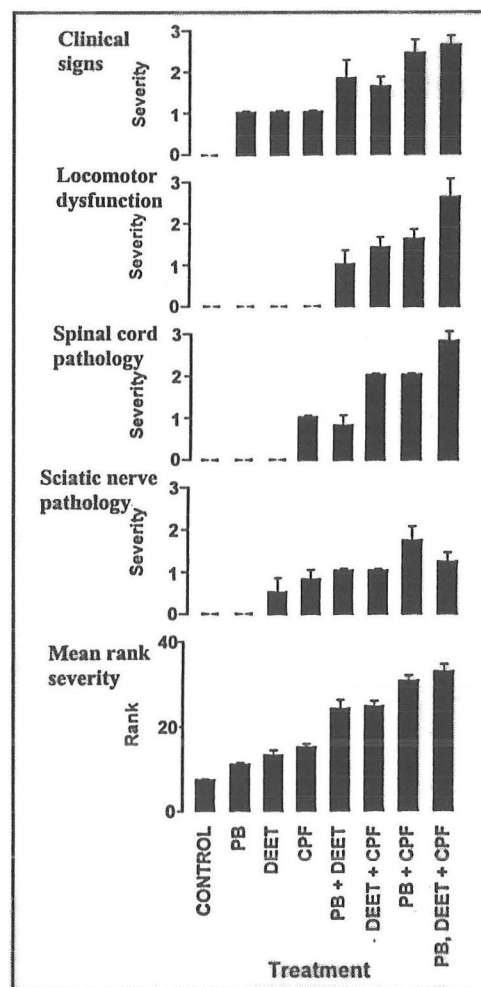 Clinical
signs
Severity
3
2
1
0
Locomotor
dysfunction
Severity
3
2
1
0
Spinal cord
pathology
Severity
3
2
1
0
Sciatic nerve
pathology
Severity
3
2
1
0
Mean rank
severity
Rank
40
20
0
CONTROL
PB
DEET
CPF
PB + DEET
DEET + CPF
PB + CPF
PB, DEET + CPF
Treatment